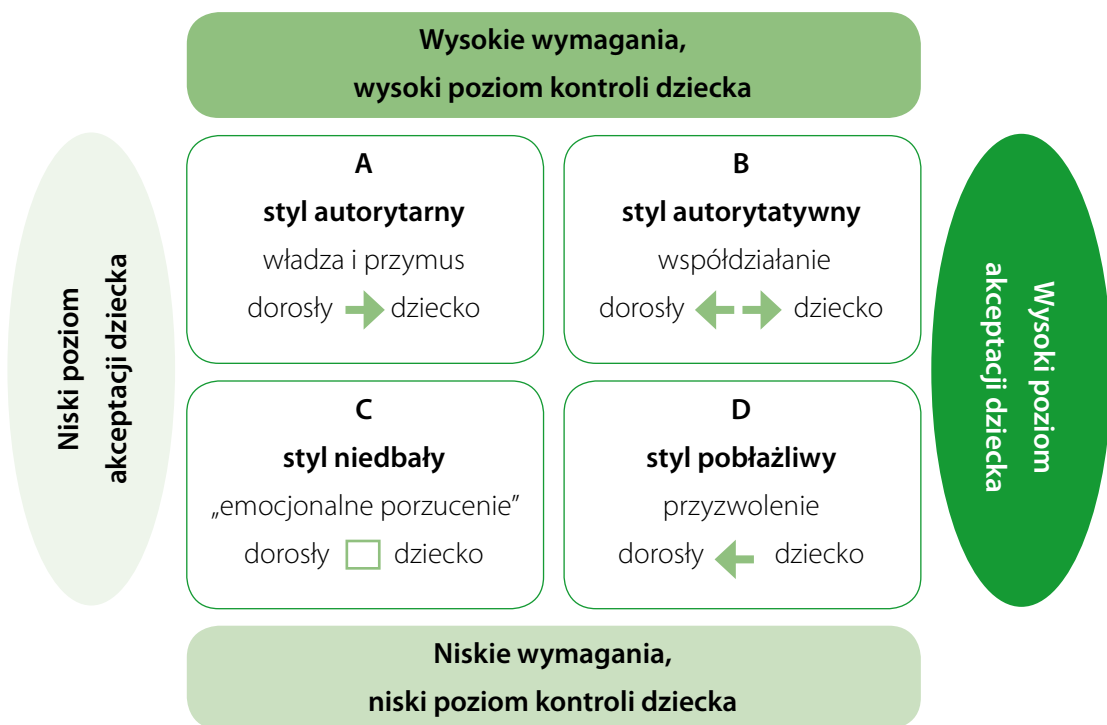 Wysokie wymagania,
wysoki poziom kontroli dziecka
Niski poziom
akceptacji dziecka
A
styl autorytarny
władza i przymus
dorosły dziecko
B
styl autorytatywny
współdziałanie
dorosły dziecko
Wysoki poziom
akceptacji dziecka
C
styl niedbały
„emocjonalne porzucenie”
dorosły dziecko
D
styl pobłażliwy
przyzwolenie
dorosły dziecko
Niskie wymagania,
niski poziom kontroli dziecka